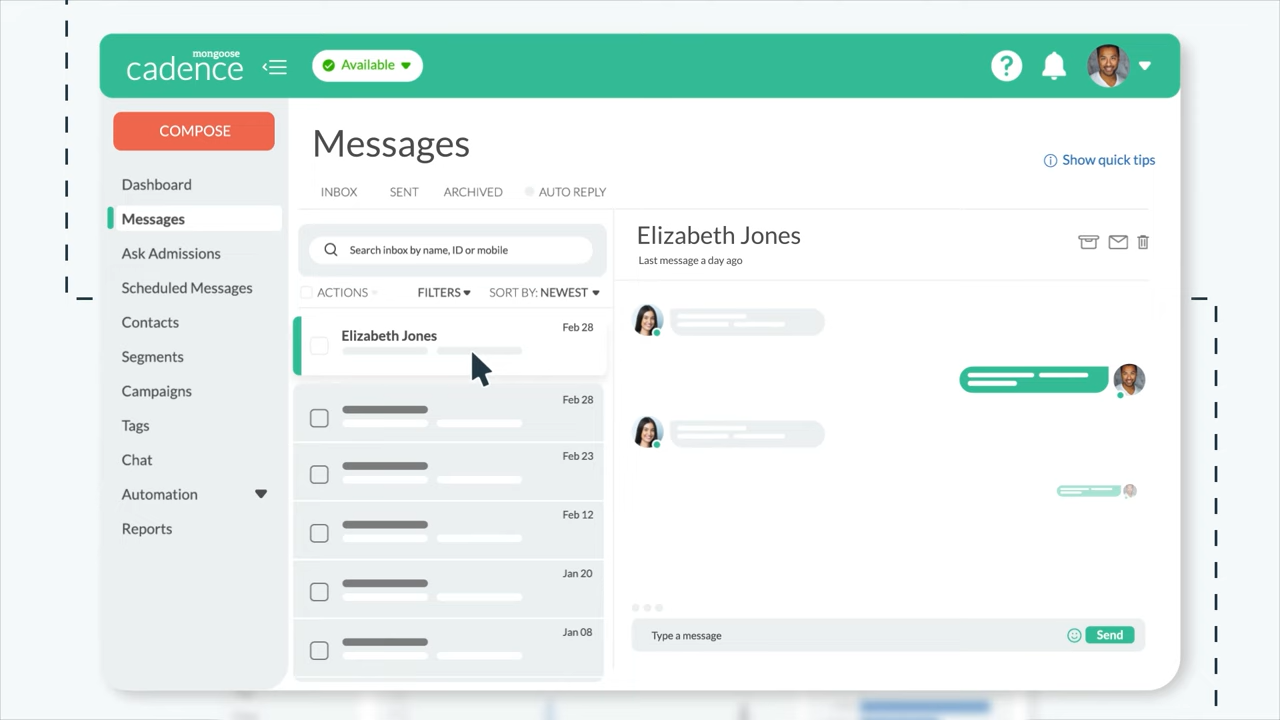 mongoose
cadence
Available
?
COMPOSE
Dashboard
Messages
Ask Admissions
Scheduled Messages
Contacts
Segments
Campaigns
Tags
Chat
Automation
Reports
Messages
Show quick tips
INBOX SENT ARCHIVED AUTO REPLY
Search inbox by name, ID or mobile
ACTIONS FILTERS SORT BY: NEWEST
Elizabeth Jones Feb 28
Feb 28
Feb 23
Feb 12
Jan 20
Jan 08
Elizabeth Jones
Last message a day ago
Type a message Send